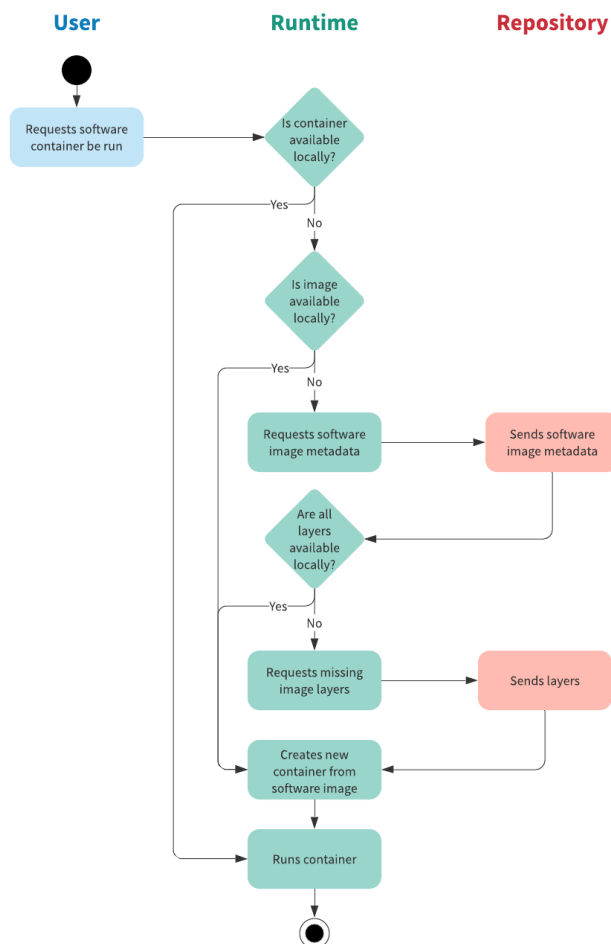 User
Runtime
Repository
Requests software
container be run
Is container
available
locally?
Yes
No
Is image
available
locally?
Yes
No
Requests software
image metadata
Sends software
image metadata
Are all
layers
available
locally?
Yes
No
Requests missing
image layers
Sends layers
Creates new
container from
software image
Runs container